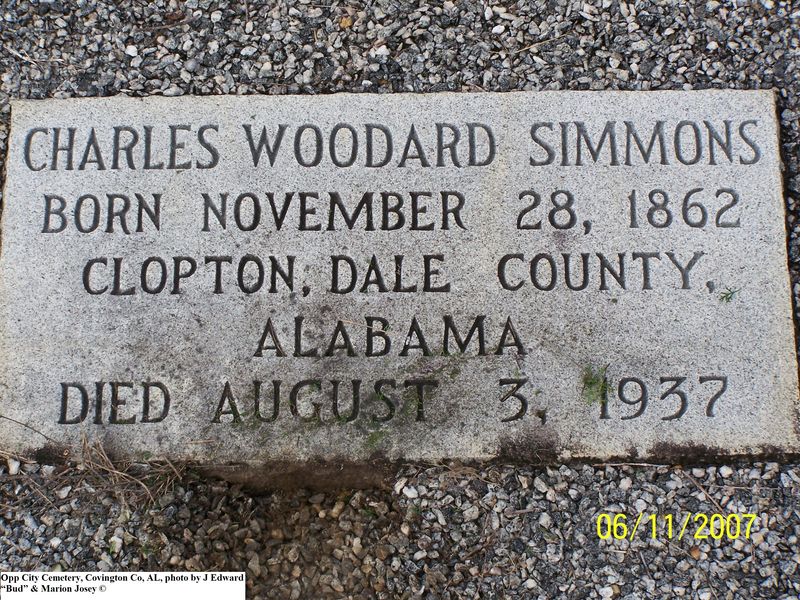 CHARLES WOODARD SIMMONS
BORN NOVEMBER 28, 1862
CLOPTON, DALE COUNTY,
ALABAMA
DIED AUGUST 3, 1937
06/11/2007
Opp City Cemetery, Covington Co, AL, photo by J Edward
“Bud” & Marion Josey ©